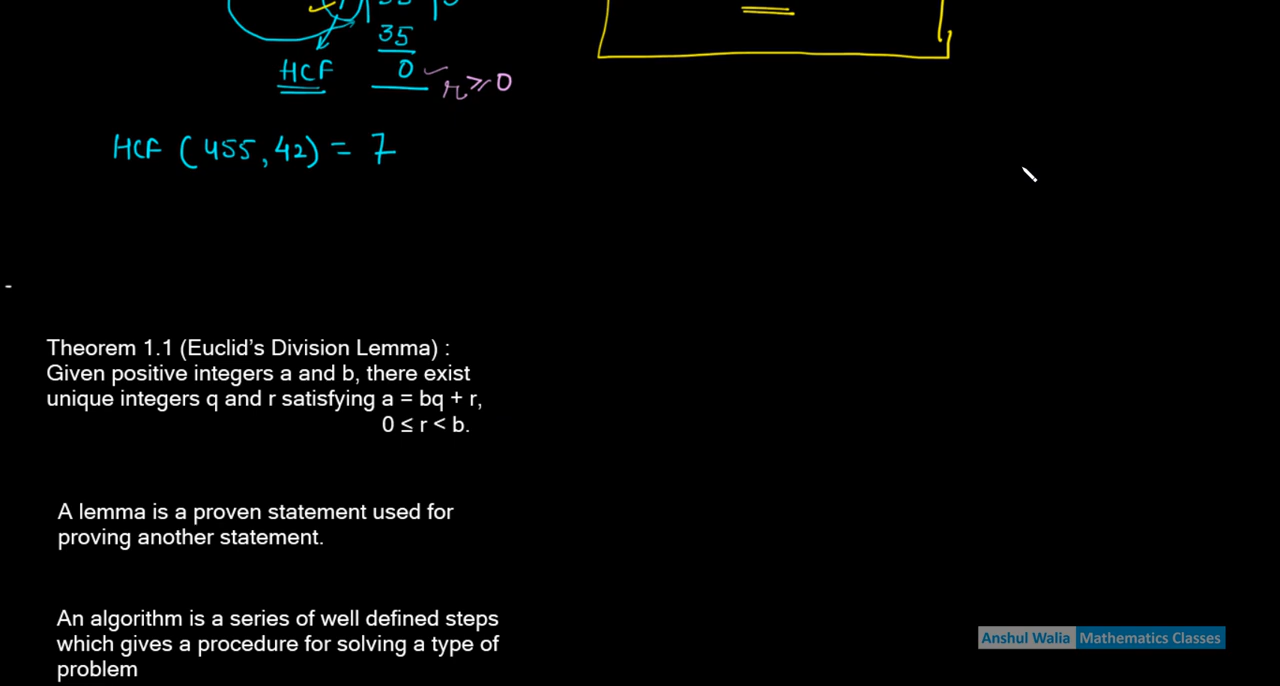 35
HCF 0 r ≥ 0
HCF (455, 42) = 7
-
Theorem 1.1 (Euclid's Division Lemma) :
Given positive integers a and b, there exist
unique integers q and r satisfying a = bq + r,
0 ≤ r < b.
A lemma is a proven statement used for
proving another statement.
An algorithm is a series of well defined steps
which gives a procedure for solving a type of
problem
Anshul Walia Mathematics Classes